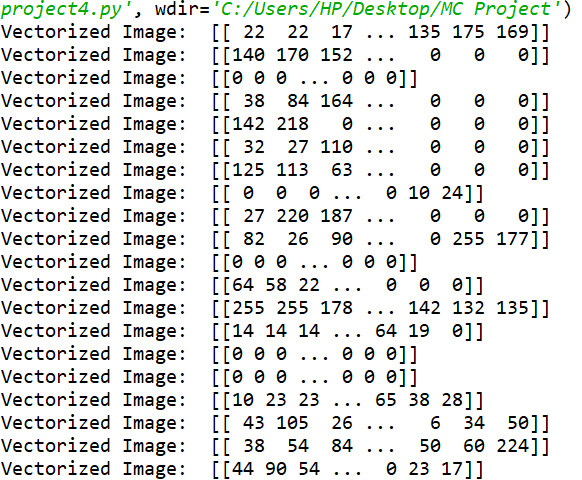 project4.py', wdir='C:/Users/HP/Desktop/MC Project')
Vectorized Image:  [[ 22  22  17 ... 135 175 169]]
Vectorized Image:  [[140 170 152 ...   0   0   0]]
Vectorized Image:  [[0 0 0 ... 0 0 0]]
Vectorized Image:  [[ 38  84 164 ...   0   0   0]]
Vectorized Image:  [[142 218   0 ...   0   0   0]]
Vectorized Image:  [[ 32  27 110 ...   0   0   0]]
Vectorized Image:  [[125 113  63 ...   0   0   0]]
Vectorized Image:  [[ 0  0  0 ...  0 10 24]]
Vectorized Image:  [[ 27 220 187 ...   0   0   0]]
Vectorized Image:  [[ 82  26  90 ...   0 255 177]]
Vectorized Image:  [[0 0 0 ... 0 0 0]]
Vectorized Image:  [[64 58 22 ...  0  0  0]]
Vectorized Image:  [[255 255 178 ... 142 132 135]]
Vectorized Image:  [[14 14 14 ... 64 19  0]]
Vectorized Image:  [[0 0 0 ... 0 0 0]]
Vectorized Image:  [[0 0 0 ... 0 0 0]]
Vectorized Image:  [[10 23 23 ... 65 38 28]]
Vectorized Image:  [[ 43 105  26 ...   6  34  50]]
Vectorized Image:  [[ 38  54  84 ...  50  60 224]]
Vectorized Image:  [[44 90 54 ...  0 23 17]]